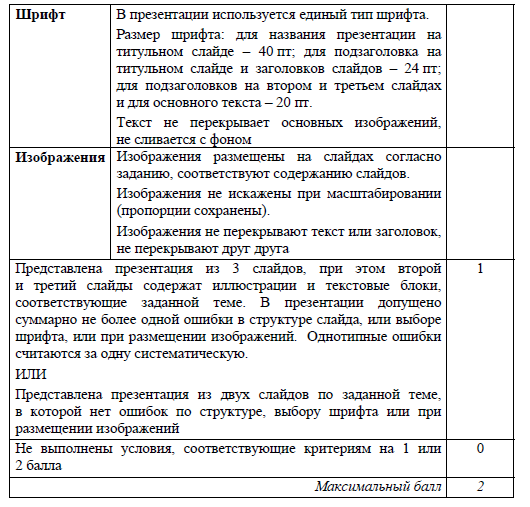 Шрифт
В презентации используется единый тип шрифта.
Размер шрифта: для названия презентации на
титульном слайде – 40 пт; для подзаголовка на
титульном слайде и заголовков слайдов – 24 пт;
для подзаголовков на втором и третьем слайдах
и для основного текста – 20 пт.
Текст не перекрывает основных изображений,
не сливается с фоном
Изображения
Изображения размещены на слайдах согласно
заданию, соответствуют содержанию слайдов.
Изображения не искажены при масштабировании
(пропорции сохранены).
Изображения не перекрывают текст или заголовок,
не перекрывают друг друга
Представлена презентация из 3 слайдов, при этом второй
и третий слайды содержат иллюстрации и текстовые блоки,
соответствующие заданной теме. В презентации допущено
суммарно не более одной ошибки в структуре слайда, или выборе
шрифта, или при размещении изображений. Однотипные ошибки
считаются за одну систематическую.
ИЛИ
Представлена презентация из двух слайдов по заданной теме,
в которой нет ошибок по структуре, выбору шрифта или при
размещении изображений
1
Не выполнены условия, соответствующие критериям на 1 или
2 балла
0
Максимальный балл
2